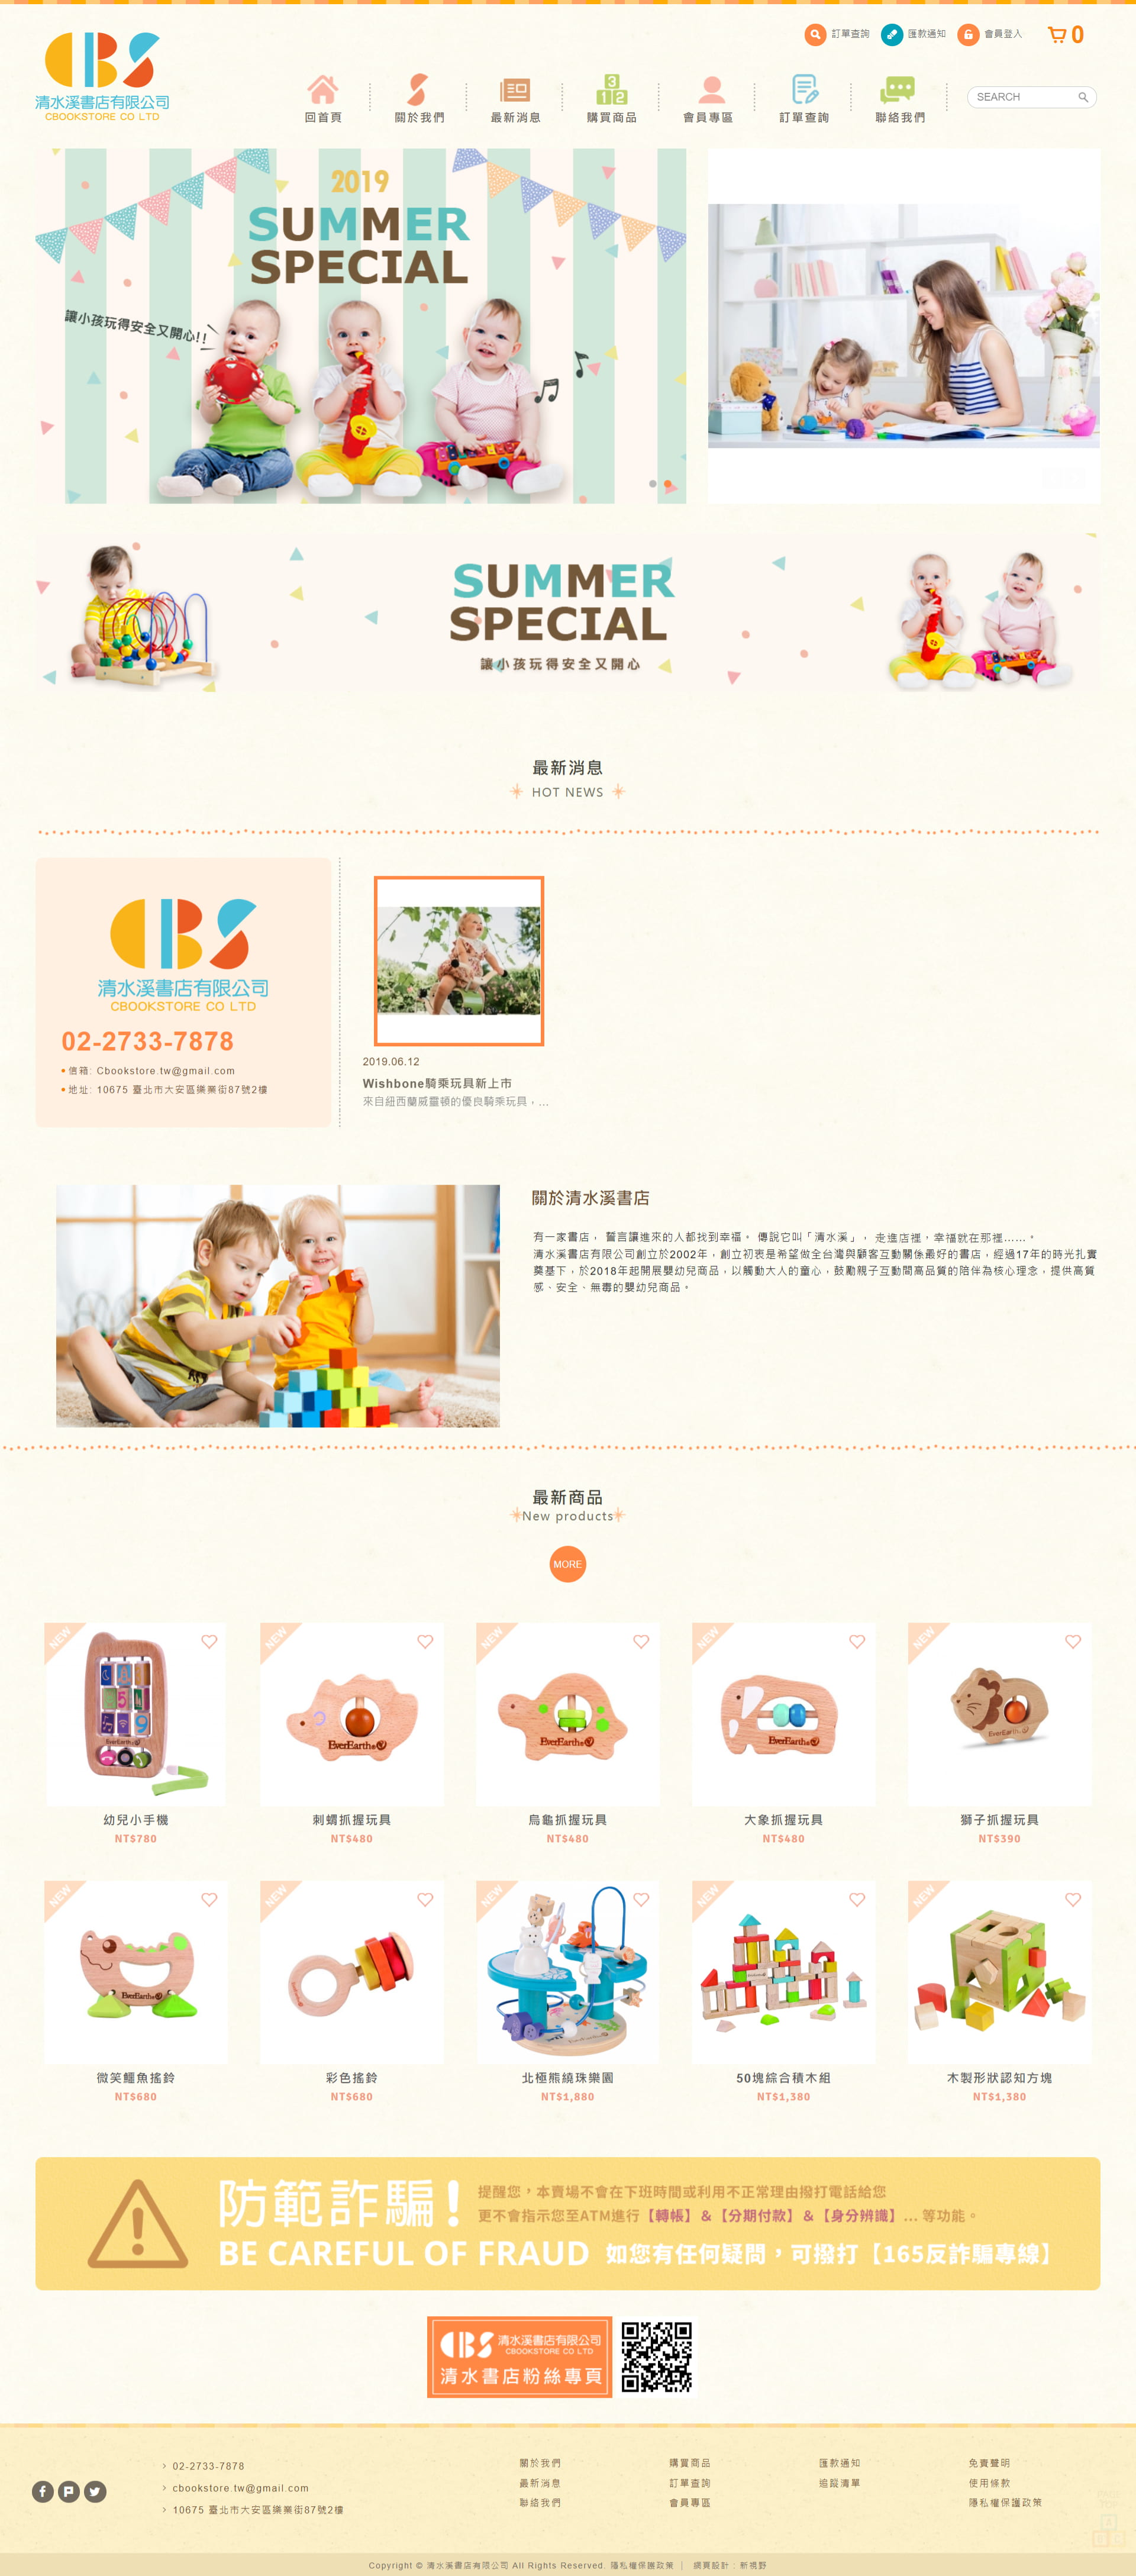 CBS
清水溪書店有限公司
CBOOKSTORE CO LTD
訂單查詢
匯款通知
會員登入
0
回首頁
關於我們
最新消息
3
1 2
購買商品
會員專區
訂單查詢
聯絡我們
SEARCH
2019
SUMMER
SPECIAL
讓小孩玩得安全又開心!!
SUMMER
SPECIAL
讓小孩玩得安全又開心
最新消息
HOT NEWS
CBS
清水溪書店有限公司
CBOOKSTORE CO LTD
02-2733-7878
信箱: Cbookstore.tw@gmail.com
地址: 10675 臺北市大安區樂業街87號2樓
2019.06.12
Wishbone騎乘玩具新上市
來自紐西蘭威靈頓的優良騎乘玩具，...
關於清水溪書店
有一家書店， 誓言讓進來的人都找到幸福。 傳說它叫「清水溪」， 走進店裡，幸福就在那裡……。
清水溪書店有限公司創立於2002年，創立初衷是希望做全台灣與顧客互動關係最好的書店，經過17年的時光扎實
奠基下，於2018年起開展嬰幼兒商品，以觸動大人的童心，鼓勵親子互動間高品質的陪伴為核心理念，提供高質
感、安全、無毒的嬰幼兒商品。
最新商品
New products
MORE
NEW
幼兒小手機
NT$780
NEW
EverEarth
刺蝟抓握玩具
NT$480
NEW
EverEarth
烏龜抓握玩具
NT$480
NEW
EverEarth
大象抓握玩具
NT$480
NEW
EverEarth
獅子抓握玩具
NT$390
NEW
EverEarth
微笑鱷魚搖鈴
NT$680
NEW
彩色搖鈴
NT$680
NEW
北極熊繞珠樂園
NT$1,880
NEW
50塊綜合積木組
NT$1,380
NEW
木製形狀認知方塊
NT$1,380
防範詐騙!
提醒您，本賣場不會在下班時間或利用不正常理由撥打電話給您
更不會指示您至ATM進行【轉帳】&【分期付款】&【身分辨識】... 等功能。
BE CAREFUL OF FRAUD 如您有任何疑問，可撥打【165反詐騙專線】
CBS 清水溪書店有限公司
CBOOKSTORE CO LTD
清水書店粉絲專頁
02-2733-7878
cbookstore.tw@gmail.com
10675 臺北市大安區樂業街87號2樓
關於我們
最新消息
聯絡我們
購買商品
訂單查詢
會員專區
匯款通知
追蹤清單
免責聲明
使用條款
隱私權保護政策
Copyright © 清水溪書店有限公司 All Rights Reserved. 隱私權保護政策 ｜ 網頁設計 : 新視野